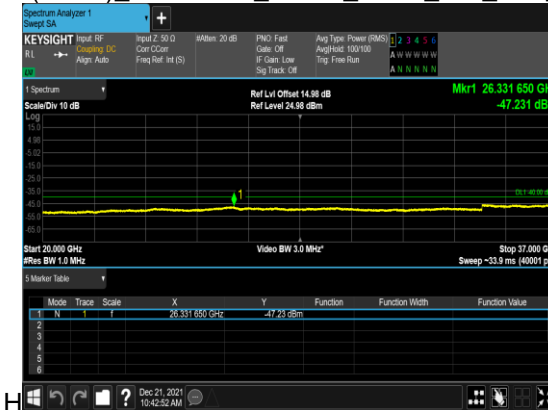 Spectrum Analyzer 1
Swept SA
+
KEYSIGHT Input: RF Input Z: 50 Ω #Atten: 20 dB PNO: Fast Avg Type: Power (RMS) 1 2 3 4 5 6
RL Coupling: DC Corr CCorr Gate: Off Avg|Hold: 100/100 A W W W W W
Align: Auto Freq Ref: Int (S) IF Gain: Low Trig: Free Run
Sig Track: Off A N N N N N
1 Spectrum Ref Lvl Offset 14.98 dB Mkr1 26.331 650 GH
Scale/Div 10 dB Ref Level 24.98 dBm -47.231 dB
Log
15.0
4.98
-5.02
-15.0
-25.0
-35.0 1
-45.0
-55.0
-65.0
Start 20.000 GHz Video BW 3.0 MHz* Stop 37.000 G
#Res BW 1.0 MHz Sweep ~33.9 ms (40001 p
5 Marker Table
Mode Trace Scale X Y Function Function Width Function Value
1 N 1 f 26.331 650 GHz -47.23 dBm
2
3
4
5
6
H ? Dec 21, 2021
10:42:52 AM